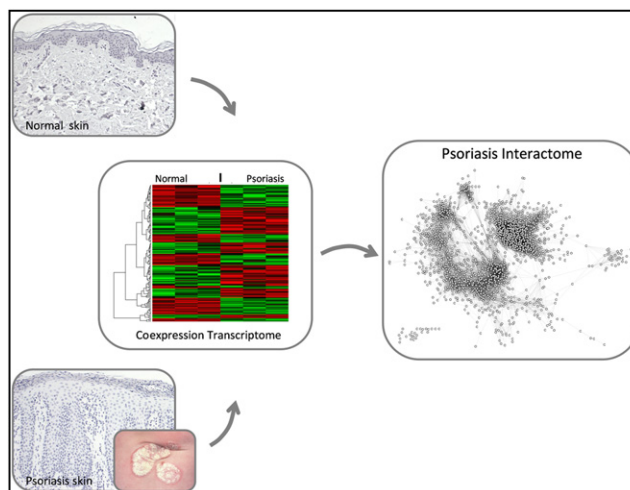 Normal skin
Normal
Psoriasis
Coexpression Transcriptome
Psoriasis Interactome
Psoriasis skin